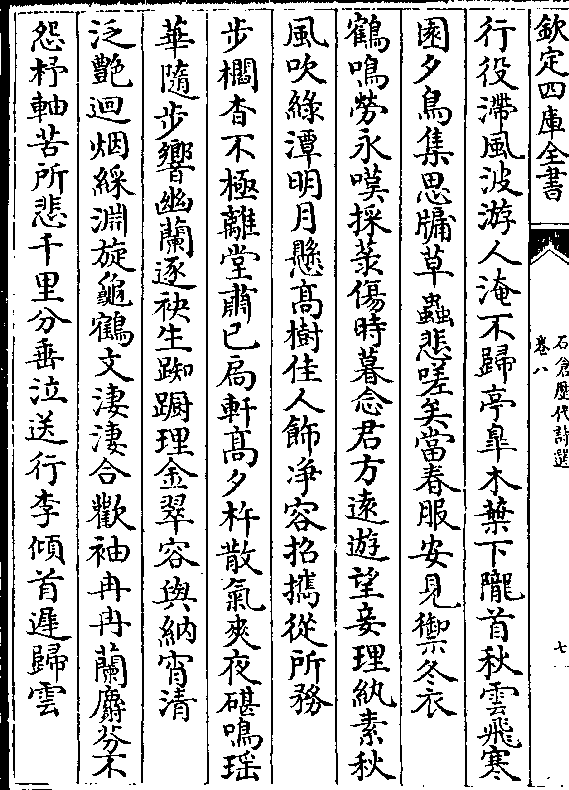 欽定四庫全書
石倉歷代詩選
卷八
七
行役滯風波游人淹不歸亭臯木葉下隴首秋雲飛寒
園夕鳥集思牖草蟲悲嗟矣當春服安見禦冬衣
鶴鳴勞永嘆採菉傷時暮念君方遠遊望妾理紈素秋
風吹綠潭明月懸高樹佳人飾净容招携從所務
步櫩杳不極離堂肅已扃軒高夕杵散氣爽夜碪鳴瑶
華隨步響幽蘭逐袂生踟蹰理金翠容與納宵清
泛艷迴烟綵淵旋龜鶴文淒淒合歡袖冉冉蘭麝芬不
怨杼軸苦所悲千里分垂泣送行李傾首遲歸雲